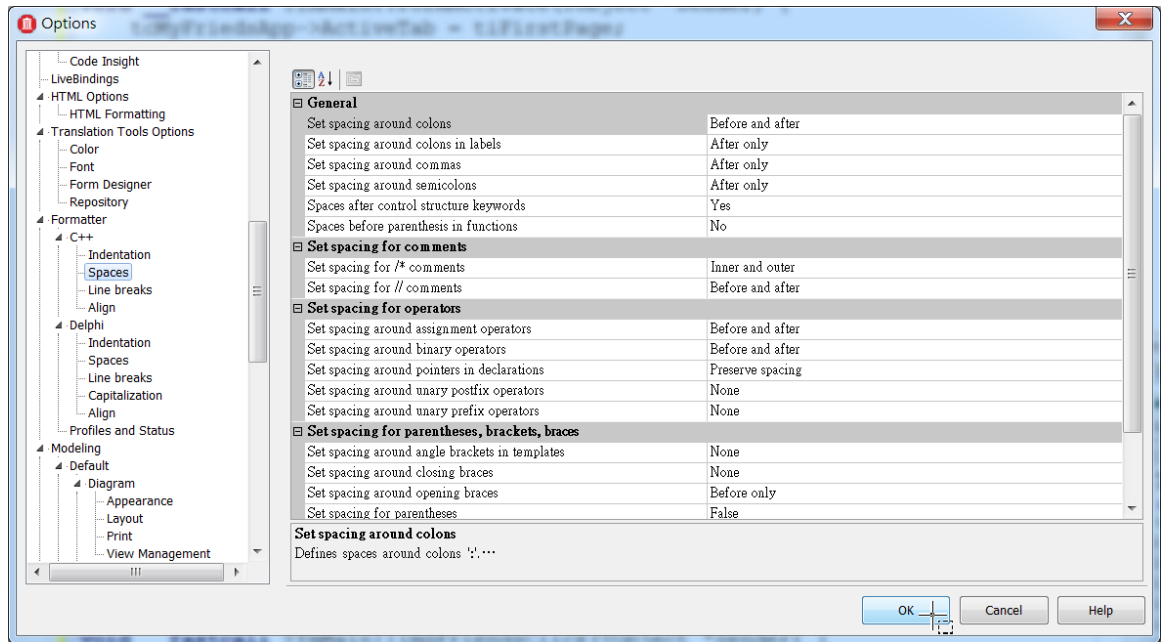 Options
tcMyFriedsApp->ActiveTab = tiFirstPage;
Code Insight
LiveBindings
HTML Options
HTML Formatting
Translation Tools Options
Color
Font
Form Designer
Repository
Formatter
C++
Indentation
Spaces
Line breaks
Align
Delphi
Indentation
Spaces
Line breaks
Capitalization
Align
Profiles and Status
Modeling
Default
Diagram
Appearance
Layout
Print
View Management
General
Set spacing around colons Before and after
Set spacing around colons in labels After only
Set spacing around commas After only
Set spacing around semicolons After only
Spaces after control structure keywords Yes
Spaces before parenthesis in functions No
Set spacing for comments
Set spacing for /* comments Inner and outer
Set spacing for // comments Before and after
Set spacing for operators
Set spacing around assignment operators Before and after
Set spacing around binary operators Before and after
Set spacing around pointers in declarations Preserve spacing
Set spacing around unary postfix operators None
Set spacing around unary prefix operators None
Set spacing for parentheses, brackets, braces
Set spacing around angle brackets in templates None
Set spacing around closing braces None
Set spacing around opening braces Before only
Set spacing for parentheses False
Set spacing around colons
Defines spaces around colons ':'.…
OK
Cancel
Help